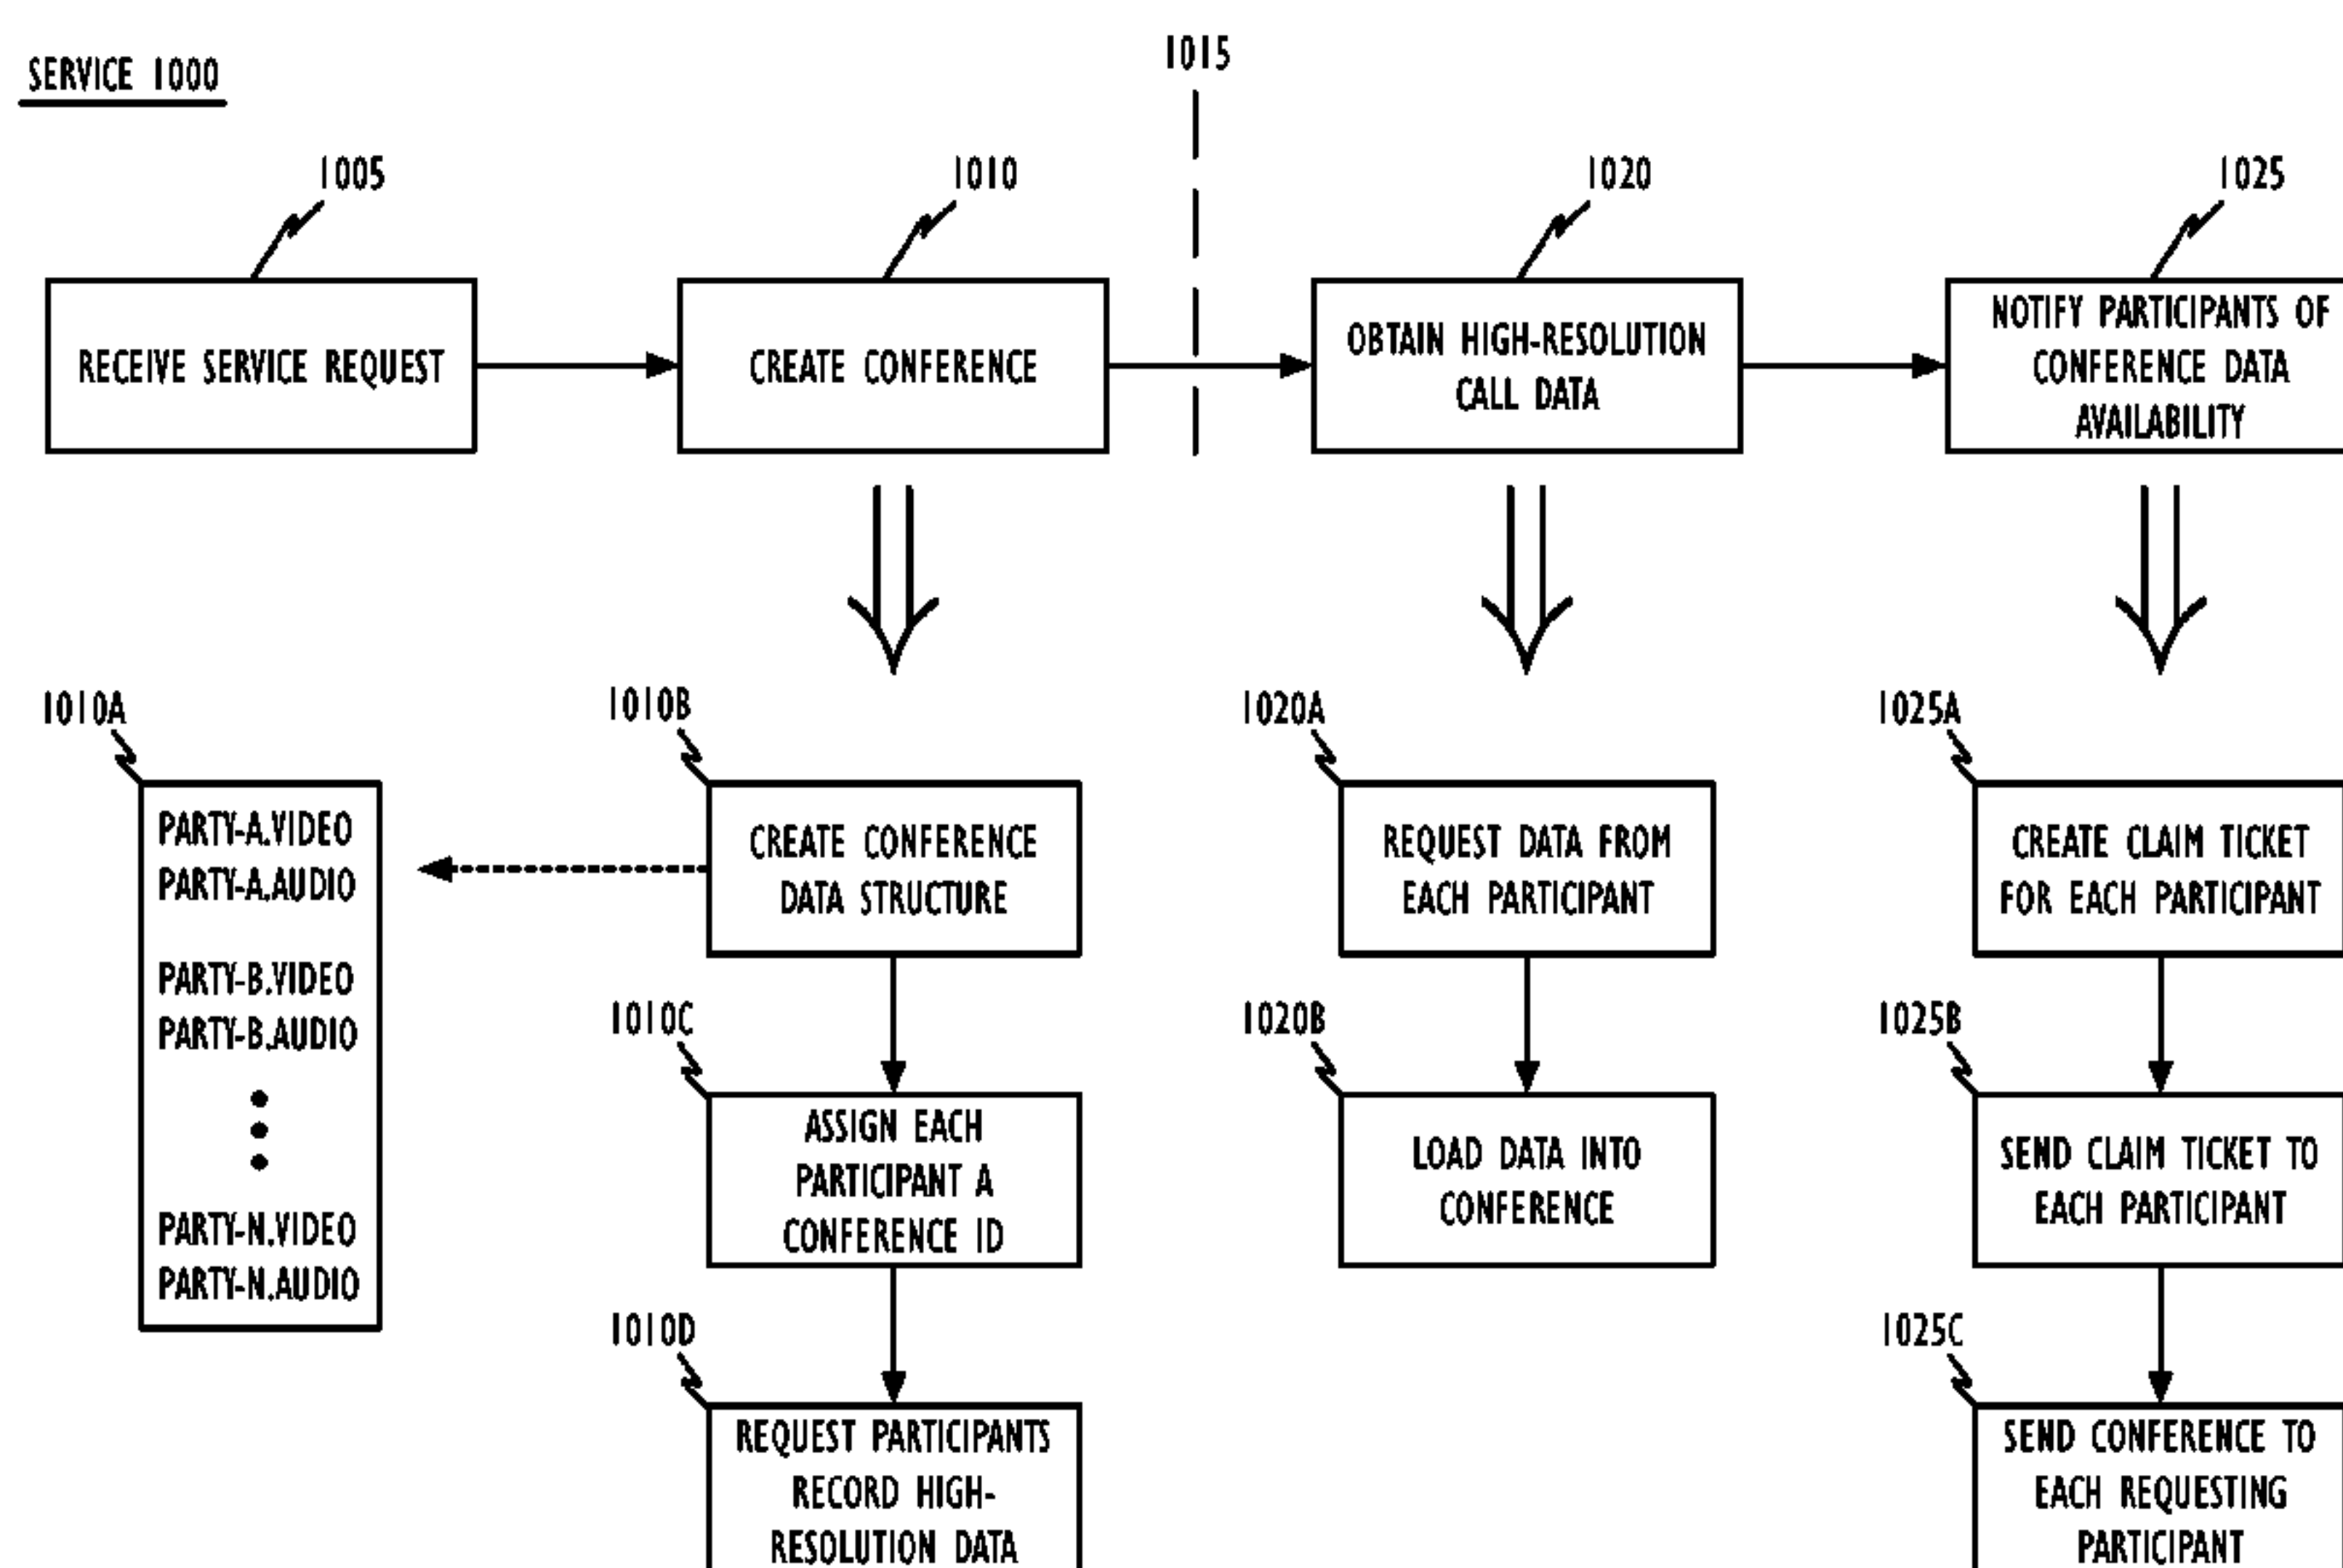 SERVICE 1000
1015
1005
1010
1020
1025
RECEIVE SERVICE REQUEST
CREATE CONFERENCE
OBTAIN HIGH-RESOLUTION
CALL DATA
NOTIFY PARTICIPANTS OF
CONFERENCE DATA
AVAILABILITY
1010A
PARTY-A.VIDEO
PARTY-A.AUDIO
PARTY-B.VIDEO
PARTY-B.AUDIO
PARTY-N.VIDEO
PARTY-N.AUDIO
1010B
CREATE CONFERENCE
DATA STRUCTURE
1010C
ASSIGN EACH
PARTICIPANT A
CONFERENCE ID
1010D
REQUEST PARTICIPANTS
RECORD HIGH-
RESOLUTION DATA
1020A
REQUEST DATA FROM
EACH PARTICIPANT
1020B
LOAD DATA INTO
CONFERENCE
1025A
CREATE CLAIM TICKET
FOR EACH PARTICIPANT
1025B
SEND CLAIM TICKET TO
EACH PARTICIPANT
1025C
SEND CONFERENCE TO
EACH REQUESTING
PARTICIPANT